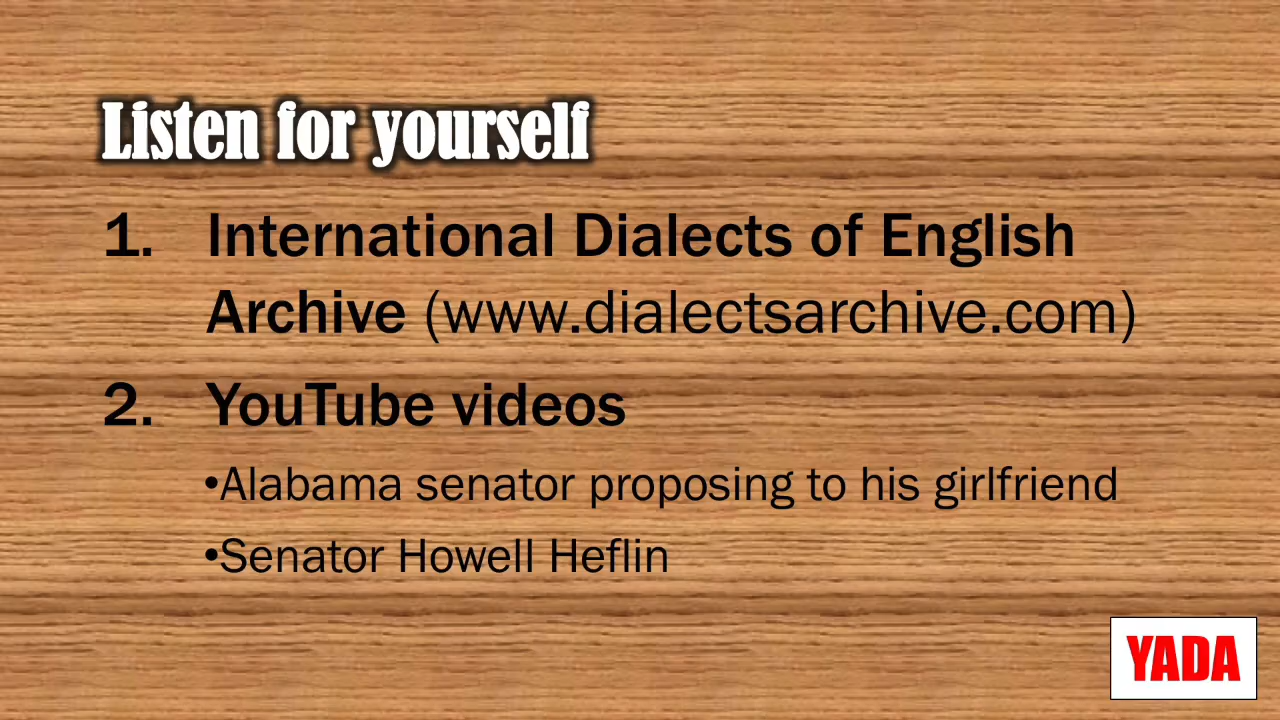 Listen for yourself
1. International Dialects of English
Archive (www.dialectsarchive.com)
2. YouTube videos
•Alabama senator proposing to his girlfriend
•Senator Howell Heflin
YADA